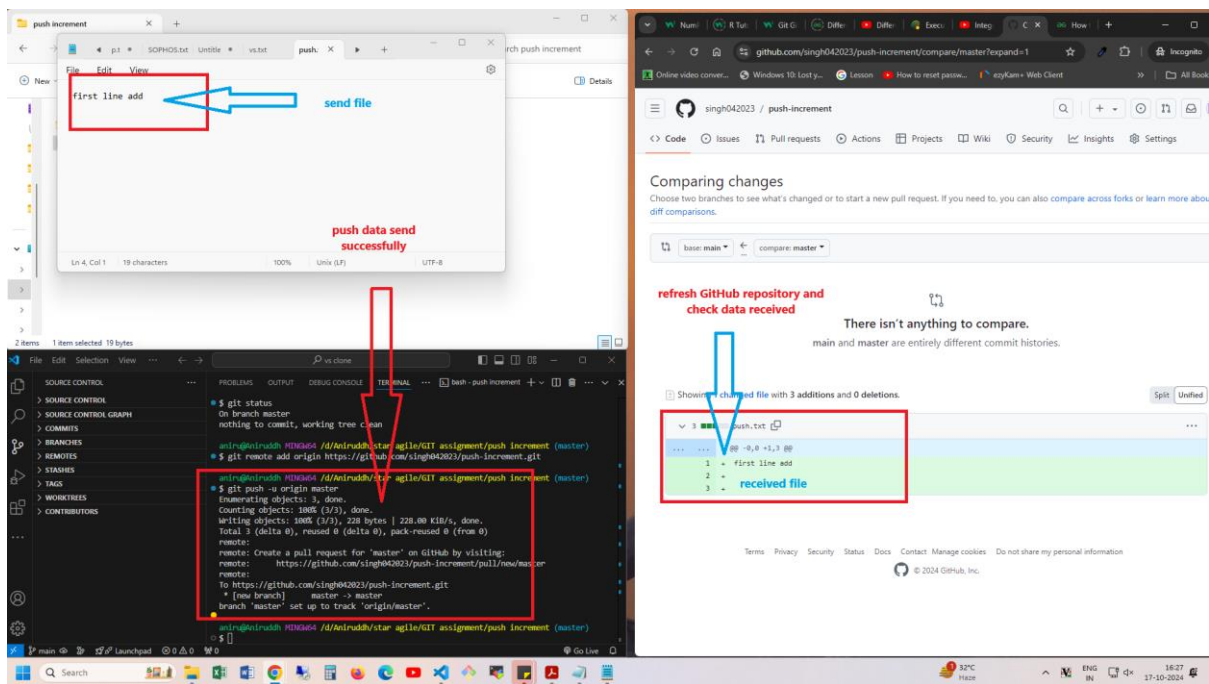 push increment
p.t
SOPHOS.txt
Untitle
vs.txt
push.
rch push increment
New
Details
File Edit View
first line add
send file
push data send
successfully
Ln 4, Col 1
19 characters
100%
Unix (LF)
UTF-8
2 items 1 item selected 19 bytes
File Edit Selection View ...
vs clone
SOURCE CONTROL
SOURCE CONTROL
SOURCE CONTROL GRAPH
COMMITS
BRANCHES
REMOTES
STASHES
TAGS
WORKTREES
CONTRIBUTORS
PROBLEMS OUTPUT DEBUG CONSOLE TERMINAL ... bash - push increment
$ git status
On branch master
nothing to commit, working tree clean
aniru@Aniruddh MINGW64 /d/Aniruddh/star agile/GIT assignment/push increment (master)
$ git remote add origin https://github.com/singh042023/push-increment.git
aniru@Aniruddh MINGW64 /d/Aniruddh/star agile/GIT assignment/push increment (master)
$ git push -u origin master
Enumerating objects: 3, done.
Counting objects: 100% (3/3), done.
Writing objects: 100% (3/3), 228 bytes | 228.00 KiB/s, done.
Total 3 (delta 0), reused 0 (delta 0), pack-reused 0 (from 0)
remote:
remote: Create a pull request for 'master' on GitHub by visiting:
remote: https://github.com/singh042023/push-increment/pull/new/master
remote:
To https://github.com/singh042023/push-increment.git
* [new branch] master -> master
branch 'master' set up to track 'origin/master'.
aniru@Aniruddh MINGW64 /d/Aniruddh/star agile/GIT assignment/push increment (master)
$
main Launchpad 0 0 0 Go Live
Numi R Tut Git G Differ Differ Execu Integ C How
github.com/singh042023/push-increment/compare/master?expand=1
Incognito
Online video conver... Windows 10: Lost y... Lesson How to reset passw... ezyKam+ Web Client All Book
singh042023 / push-increment
Code Issues Pull requests Actions Projects Wiki Security Insights Settings
Comparing changes
Choose two branches to see what's changed or to start a new pull request. If you need to, you can also compare across forks or learn more abou
diff comparisons.
base: main compare: master
refresh GitHub repository and
check data received
There isn't anything to compare.
main and master are entirely different commit histories.
Showing 1 changed file with 3 additions and 0 deletions.
Split Unified
3 push.txt
@@ -0,0 +1,3 @@
1 + first line add
2 +
3 +
received file
Terms Privacy Security Status Docs Contact Manage cookies Do not share my personal information
© 2024 GitHub, Inc.
Search
32°C
Haze
ENG
IN
16:27
17-10-2024